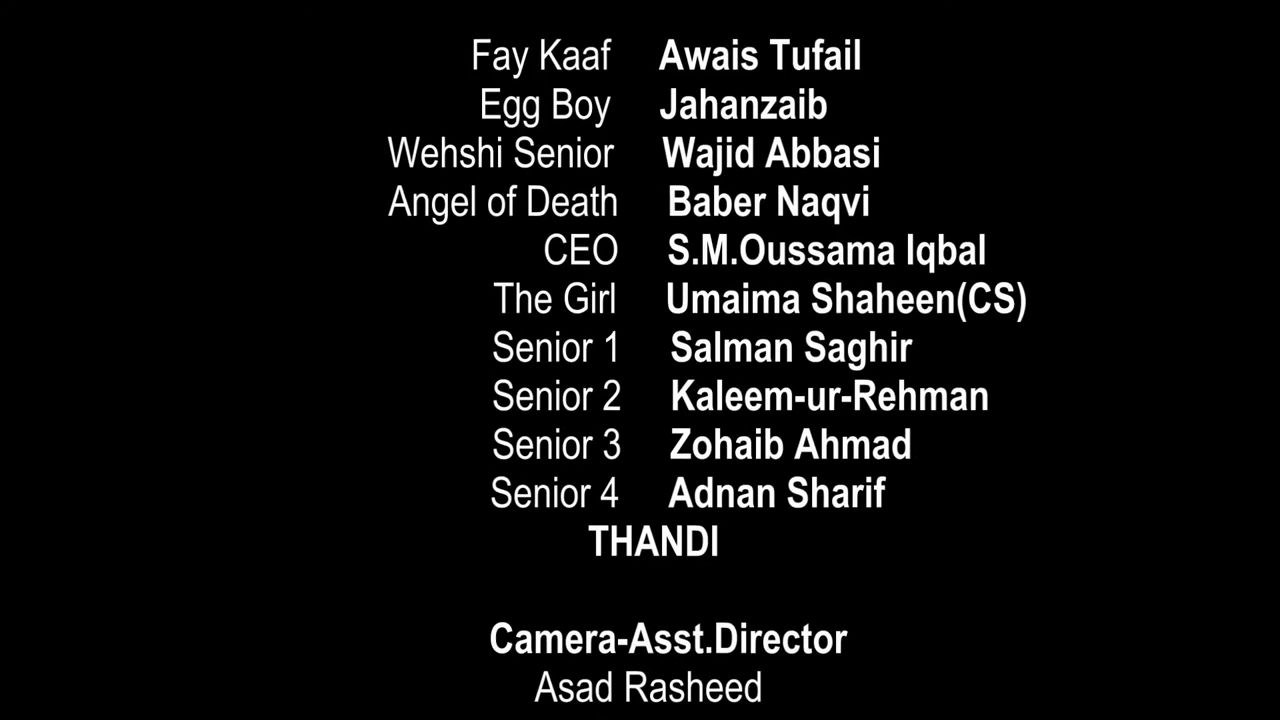 Fay Kaaf Awais Tufail
Egg Boy Jahanzaib
Wehshi Senior Wajid Abbasi
Angel of Death Baber Naqvi
CEO S.M.Oussama Iqbal
The Girl Umaima Shaheen(CS)
Senior 1 Salman Saghir
Senior 2 Kaleem-ur-Rehman
Senior 3 Zohaib Ahmad
Senior 4 Adnan Sharif
THANDI
Camera-Asst.Director
Asad Rasheed